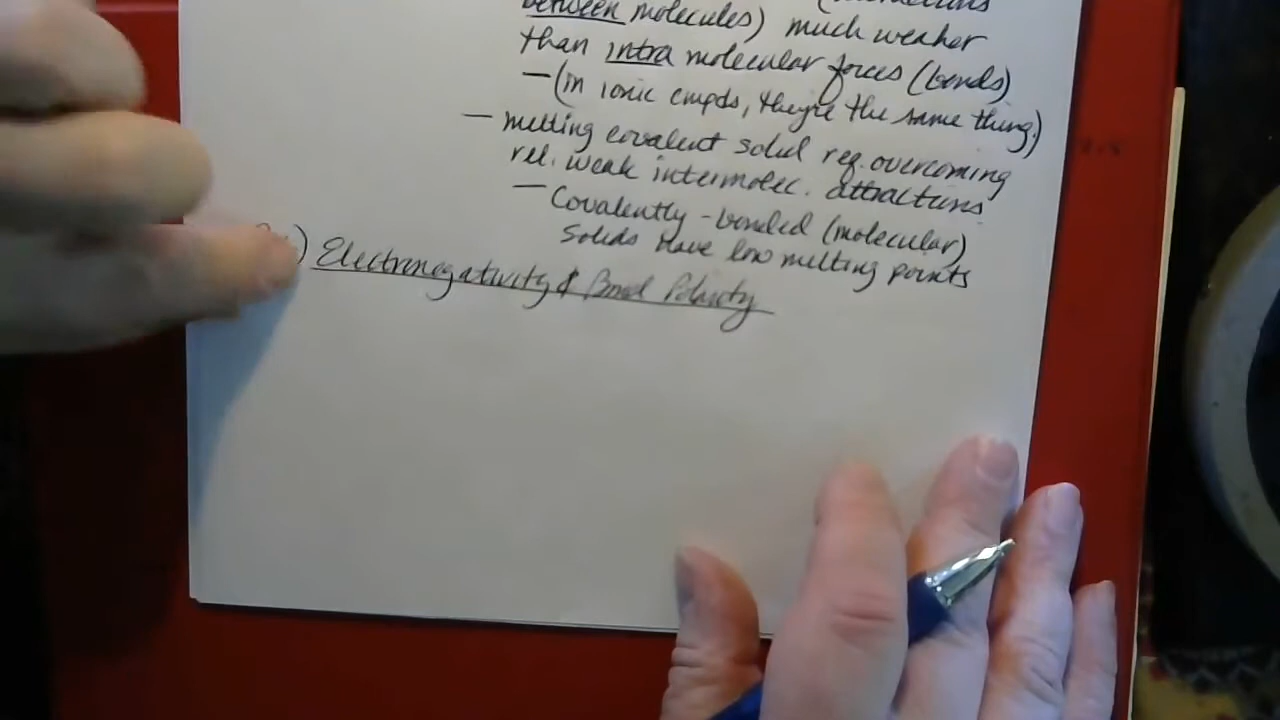 between molecules) much weaker
than intra molecular forces (bonds)
– (in ionic cmpds, they're the same thing.)
– melting covalent solid req. overcoming
rel. weak intermolec. attractions
– Covalently-bonded (molecular)
solids have low melting points
) Electronegativity & Bond Polarity